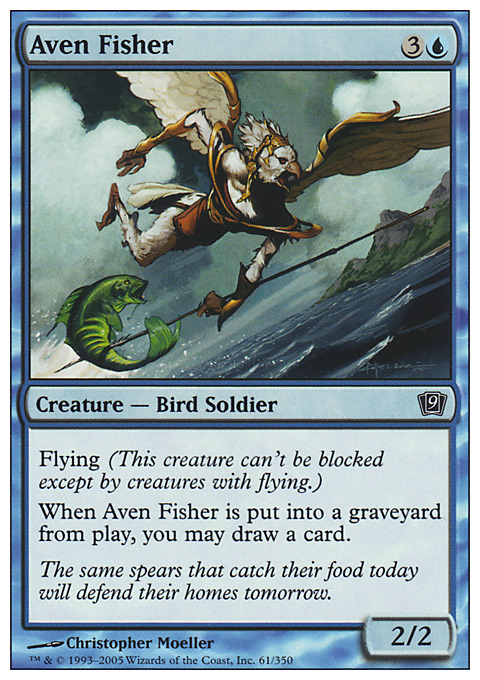 Aven Fisher 3
Creature — Bird Soldier 9
Flying (This creature can't be blocked
except by creatures with flying.)
When Aven Fisher is put into a graveyard
from play, you may draw a card.
The same spears that catch their food today
will defend their homes tomorrow.
2/2
Christopher Moeller
™ & © 1993–2005 Wizards of the Coast, Inc. 61/350